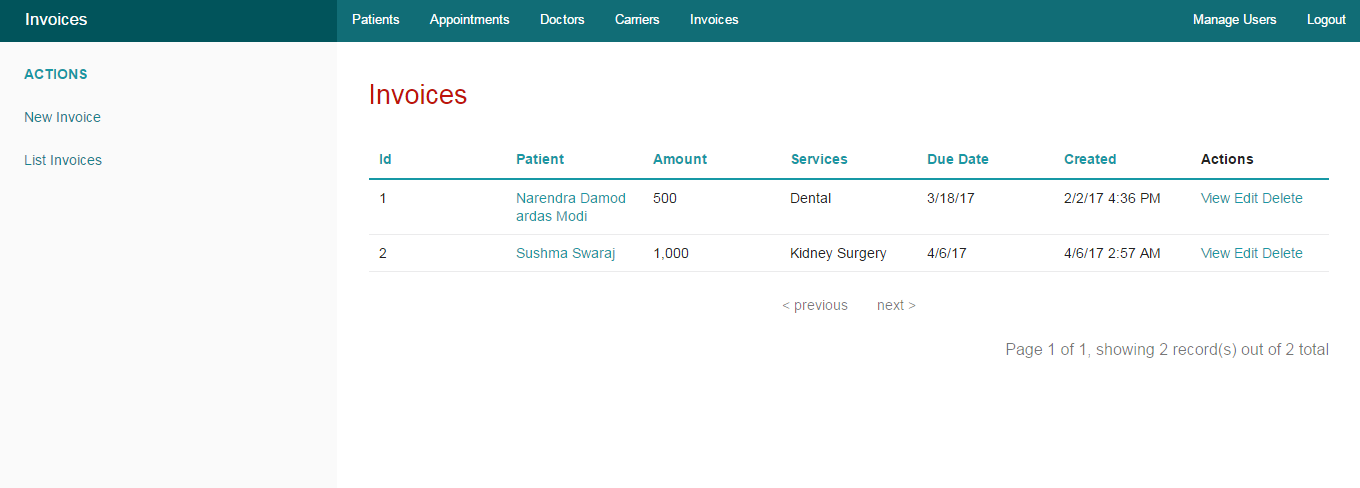 Invoices Patients Appointments Doctors Carriers Invoices Manage Users Logout
ACTIONS
New Invoice
List Invoices
Invoices
Id Patient Amount Services Due Date Created Actions
1 Narendra Damod 500 Dental 3/18/17 2/2/17 4:36 PM View Edit Delete
ardas Modi
2 Sushma Swaraj 1,000 Kidney Surgery 4/6/17 4/6/17 2:57 AM View Edit Delete
< previous next >
Page 1 of 1, showing 2 record(s) out of 2 total